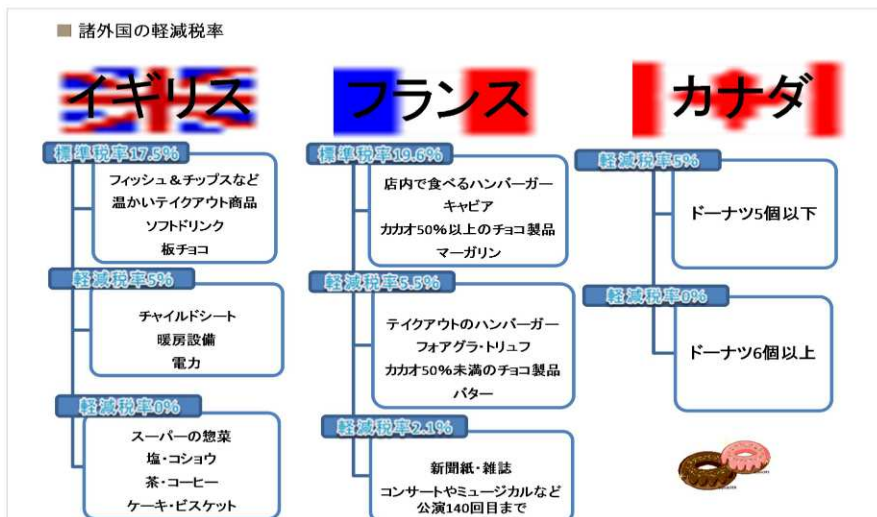 諸外国の軽減税率
イギリス
標準税率17.5%
フィッシュ&チップスなど
温かいテイクアウト商品
ソフトドリンク
板チョコ
軽減税率5%
チャイルドシート
暖房設備
電力
軽減税率0%
スーパーの惣菜
塩・コショウ
茶・コーヒー
ケーキ・ビスケット
フランス
標準税率19.6%
店内で食べるハンバーガー
キャビア
カカオ50%以上のチョコ製品
マーガリン
軽減税率5.5%
テイクアウトのハンバーガー
フォアグラ・トリュフ
カカオ50%未満のチョコ製品
バター
軽減税率2.1%
新聞紙・雑誌
コンサートやミュージカルなど
公演140回目まで
カナダ
軽減税率5%
ドーナツ5個以下
軽減税率0%
ドーナツ6個以上